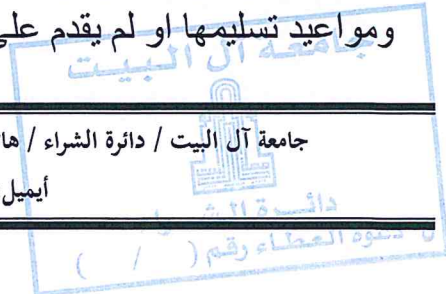 ومواعيد تسليمها او لم يقدم على
جامعة آل البيت
جامعة آل البيت / دائرة الشراء /
أيميل
دائرة الشراء
دعوة العطاء رقم ( / )